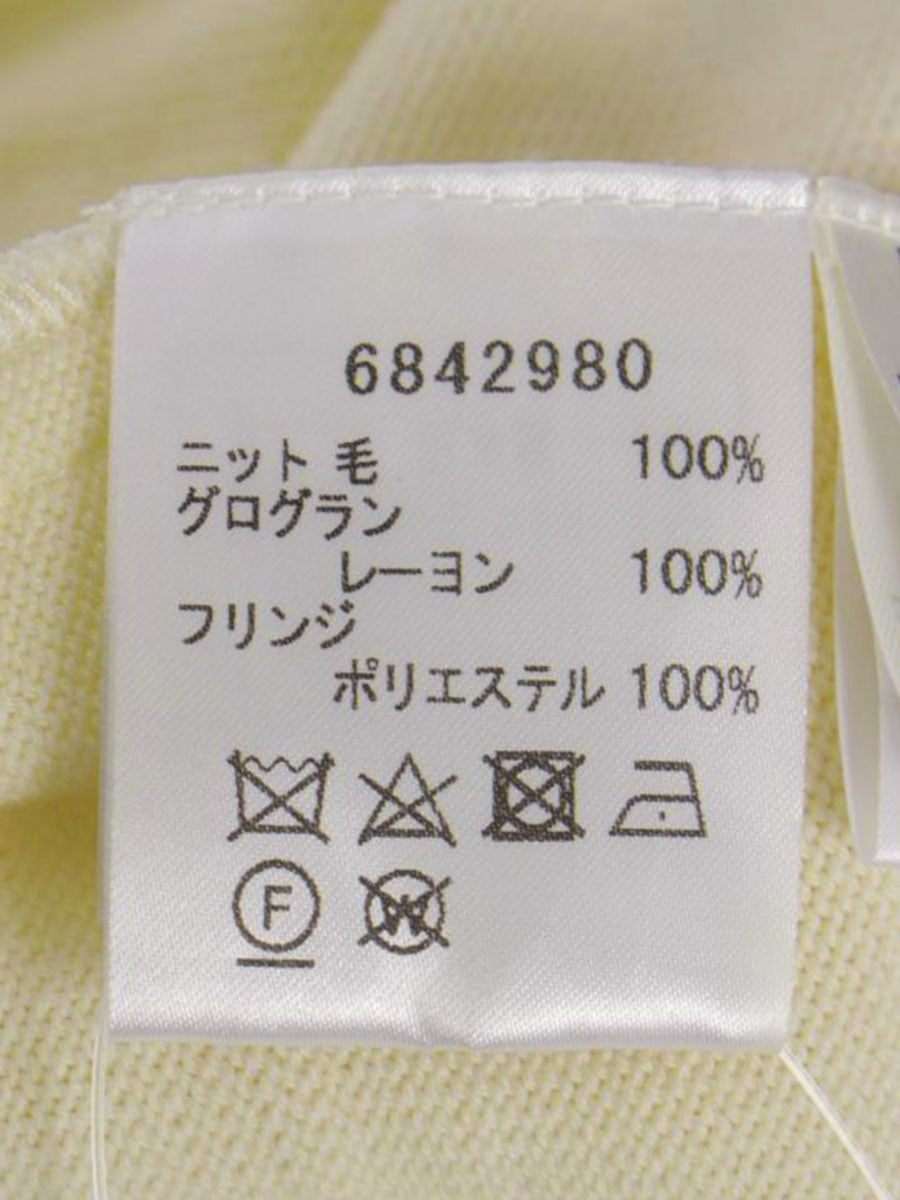 6842980
ニット 毛 100%
グログラン
レーヨン 100%
フリンジ
ポリエステル 100%
F W